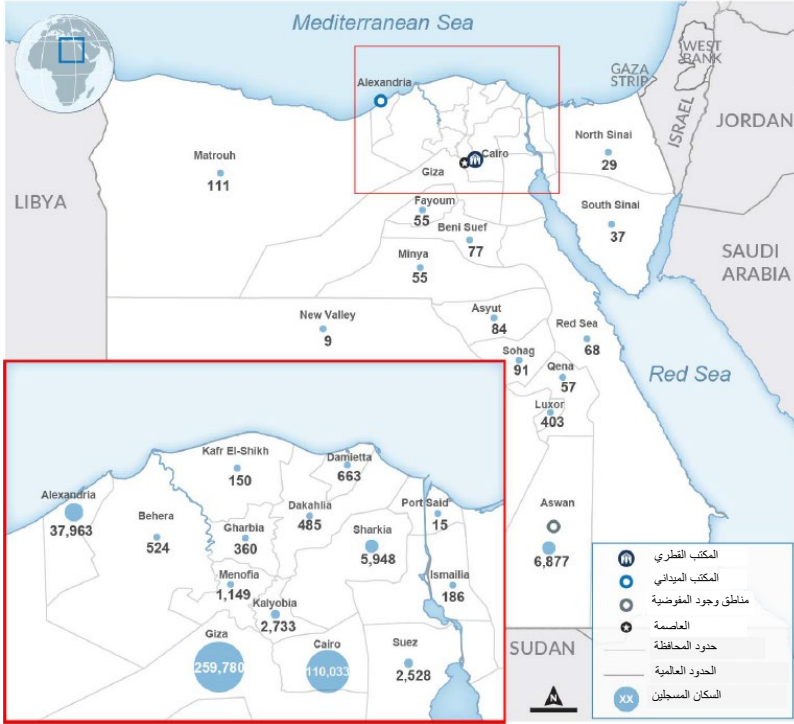 Mediterranean Sea
WEST
BANK
GAZA
STRIP
ISRAEL
JORDAN
Alexandria
Matrouh
111
Cairo
Giza
North Sinai
29
LIBYA
Fayoum
55
South Sinai
37
Beni Suef
77
Minya
55
SAUDI
ARABIA
New Valley
9
Asyut
84
Red Sea
68
Sohag
91
Qena
57
Red Sea
Luxor
403
Aswan
6,877
SUDAN
Kafr El-Shikh
150
Damietta
663
Alexandria
37,963
Behera
524
Dakahlia
485
Port Said
15
Gharbia
360
Sharkia
5,948
Menofia
1,149
Ismailia
186
Kalyobia
2,733
Giza
259,780
Cairo
110,033
Suez
2,528
المكتب القطري
المكتب الميداني
مناطق وجود المفوضية
العاصمة
حدود المحافظة
الحدود العالمية
XX السكان المسجلين
N